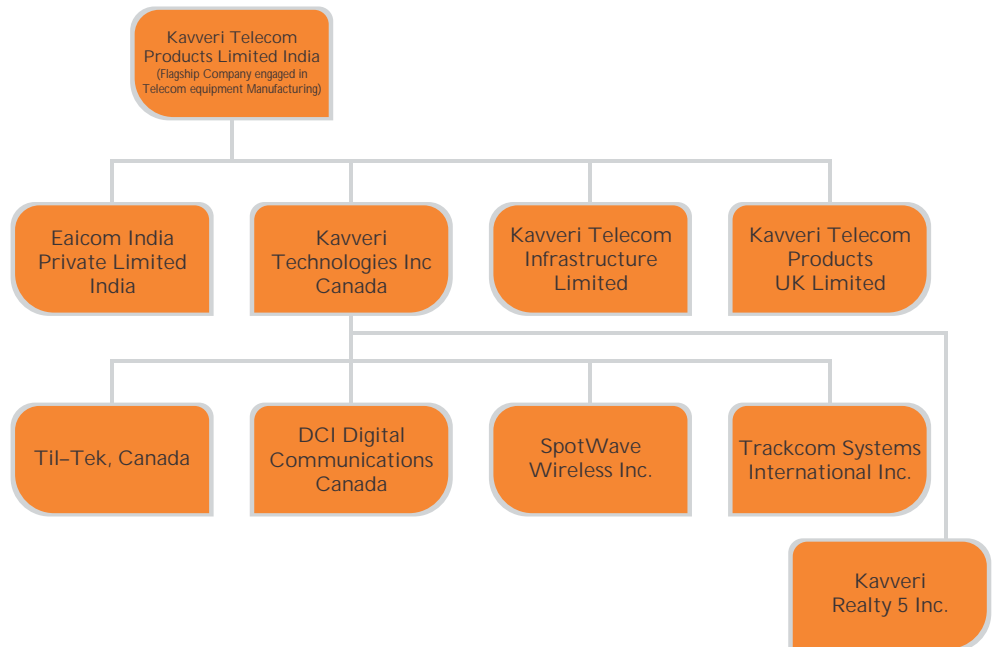 Kavveri Telecom
Products Limited India
(Flagship Company engaged in
Telecom equipment Manufacturing)
Eaicom India
Private Limited
India
Kavveri
Technologies Inc
Canada
Kavveri Telecom
Infrastructure
Limited
Kavveri Telecom
Products
UK Limited
Til–Tek, Canada
DCI Digital
Communications
Canada
SpotWave
Wireless Inc.
Trackcom Systems
International Inc.
Kavveri
Realty 5 Inc.